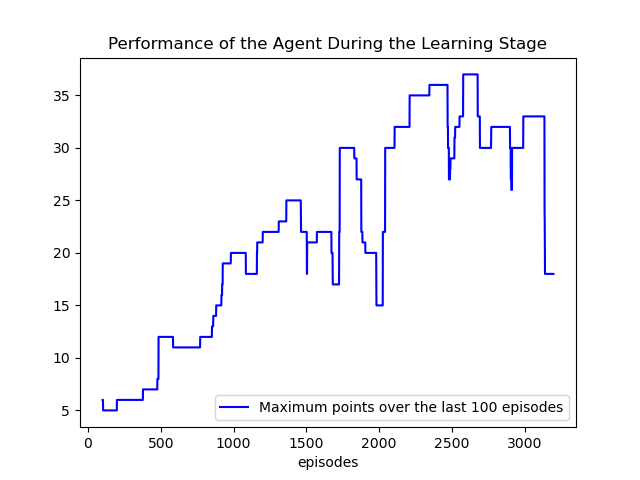 Performance of the Agent During the Learning Stage
35
30
25
20
15
10
5
Maximum points over the last 100 episodes
0 500 1000 1500 2000 2500 3000
episodes